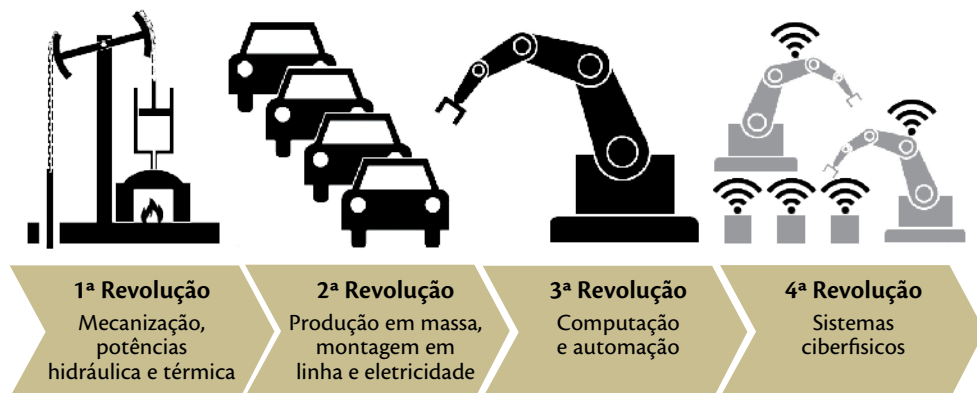 1ª Revolução
Mecanização,
potências
hidráulica e térmica
2ª Revolução
Produção em massa,
montagem em
linha e eletricidade
3ª Revolução
Computação
e automação
4ª Revolução
Sistemas
ciberfisicos